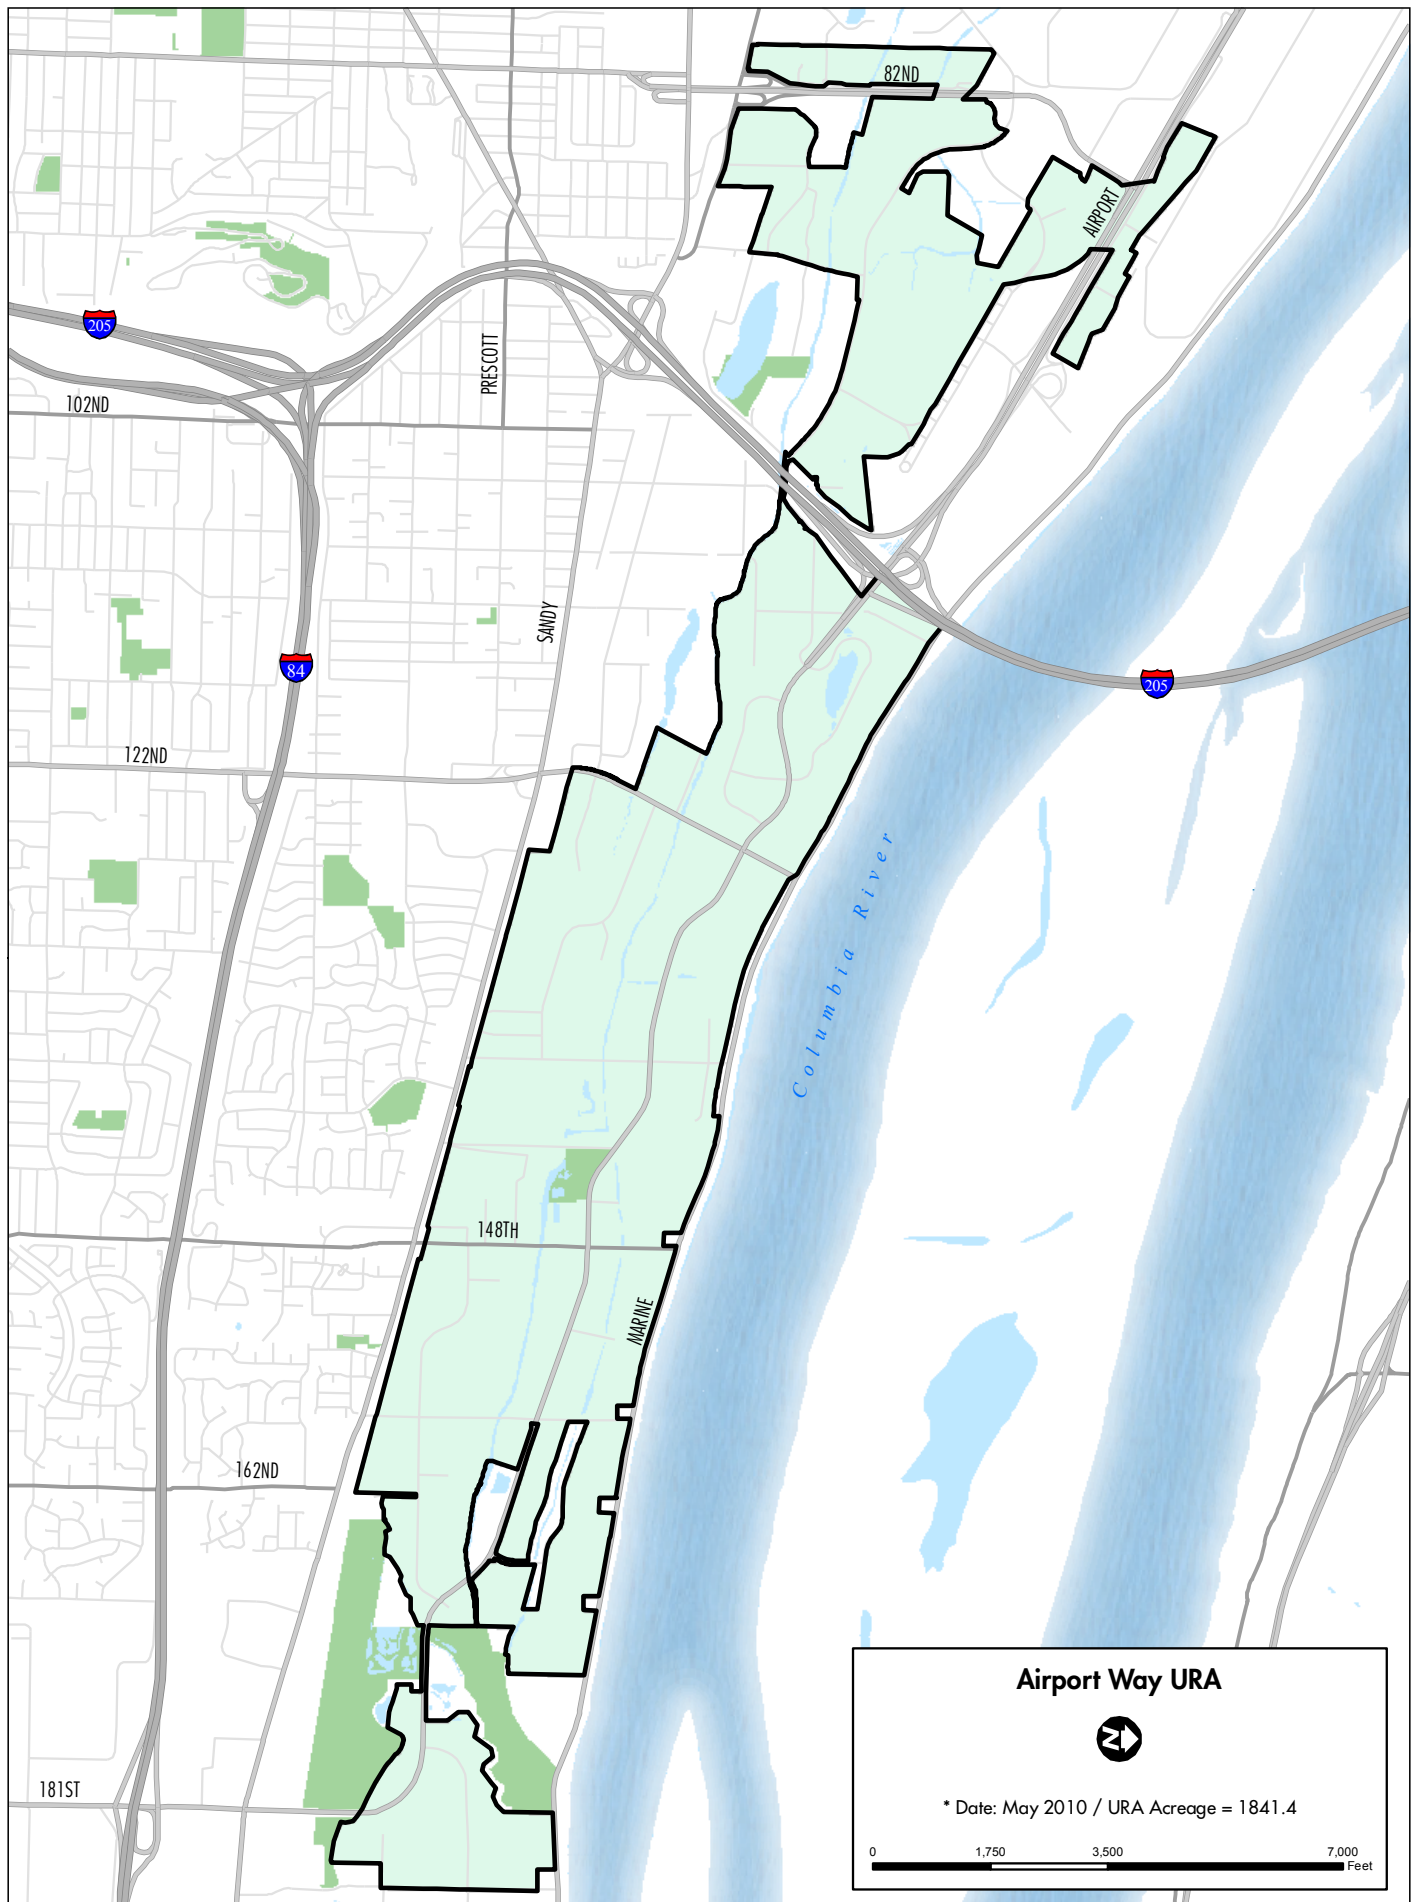 82ND
AIRPORT
205
PRESCOTT
102ND
SANDY
84
205
122ND
Columbia River
148TH
MARINE
162ND
181ST
Airport Way URA
N
* Date: May 2010 / URA Acreage = 1841.4
0 1,750 3,500 7,000
Feet